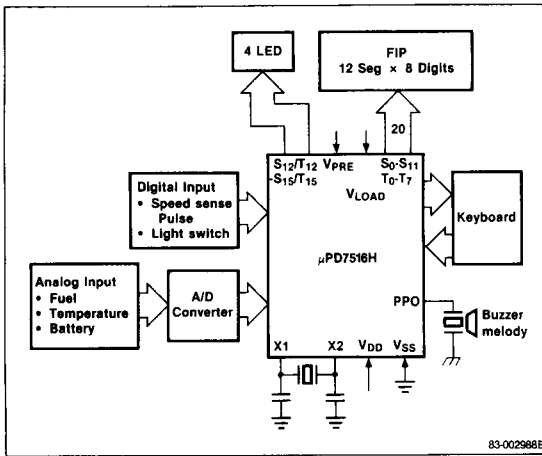 4 LED
FIP
12 Seg × 8 Digits
20
S12/T12 VPRE S0-S11
S15/T15 T0-T7
VLOAD
Digital Input
• Speed sense
Pulse
• Light switch
Keyboard
μPD7516H
Analog Input
• Fuel
• Temperature
• Battery
A/D
Converter
PPO
Buzzer
melody
X1 X2 VDD VSS
83-002988B